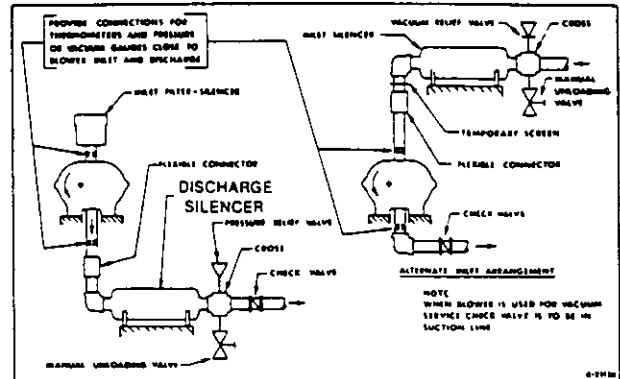 PROVIDE CONNECTIONS FOR
THERMOMETERS AND PRESSURE
OR VACUUM GAUGES CLOSE TO
BLOWER INLET AND DISCHARGE
INLET FILTER-SILENCER
FLEXIBLE CONNECTOR
DISCHARGE
SILENCER
PRESSURE RELIEF VALVE
CROSS
CHECK VALVE
MANUAL UNLOADING VALVE
VACUUM RELIEF VALVE
INLET SILENCER
CROSS
MANUAL
UNLOADING
VALVE
TEMPORARY SCREEN
FLEXIBLE CONNECTOR
CHECK VALVE
ALTERNATE INLET ARRANGEMENT
NOTE
WHEN BLOWER IS USED FOR VACUUM
SERVICE CHECK VALVE IS TO BE IN
SUCTION LINE